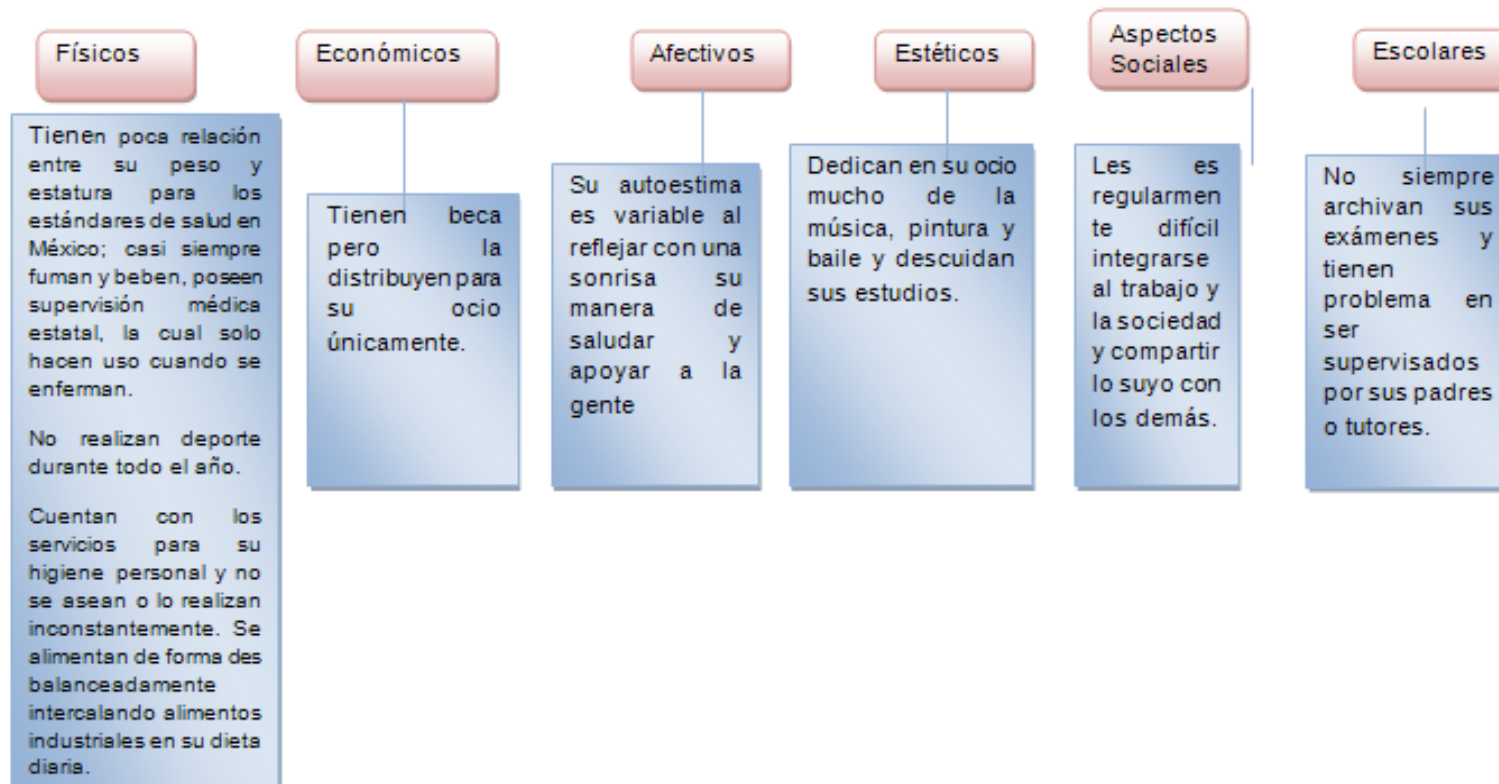 Físicos
Tienen poca relación
entre su peso y
estatura para los
estándares de salud en
México; casi siempre
fuman y beben, poseen
supervisión médica
estatal, la cual solo
hacen uso cuando se
enferman.
No realizan deporte
durante todo el año.
Cuentan con los
servicios para su
higiene personal y no
se asean o lo realizan
inconstantemente. Se
alimentan de forma des
balanceadamente
intercalando alimentos
industriales en su dieta
diaria.
Económicos
Tienen beca
pero la
distribuyen para
su ocio
únicamente.
Afectivos
Su autoestima
es variable al
reflejar con una
sonrisa su
manera de
saludar y
apoyar a la
gente
Estéticos
Dedican en su ocio
mucho de la
música, pintura y
baile y descuidan
sus estudios.
Aspectos
Sociales
Les es
regularmen
te difícil
integrarse
al trabajo y
la sociedad
y compartir
lo suyo con
los demás.
Escolares
No siempre
archivan sus
exámenes y
tienen
problema en
ser
supervisados
por sus padres
o tutores.